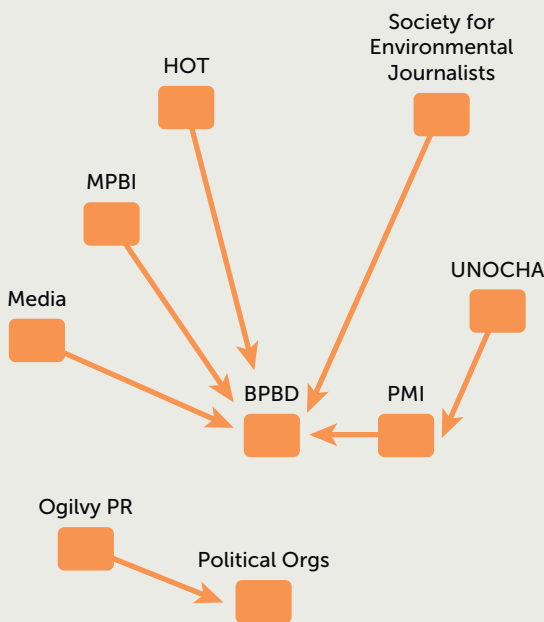 Society for
Environmental
Journalists
HOT
MPBI
UNOCHA
Media
BPBD
PMI
Ogilvy PR
Political Orgs